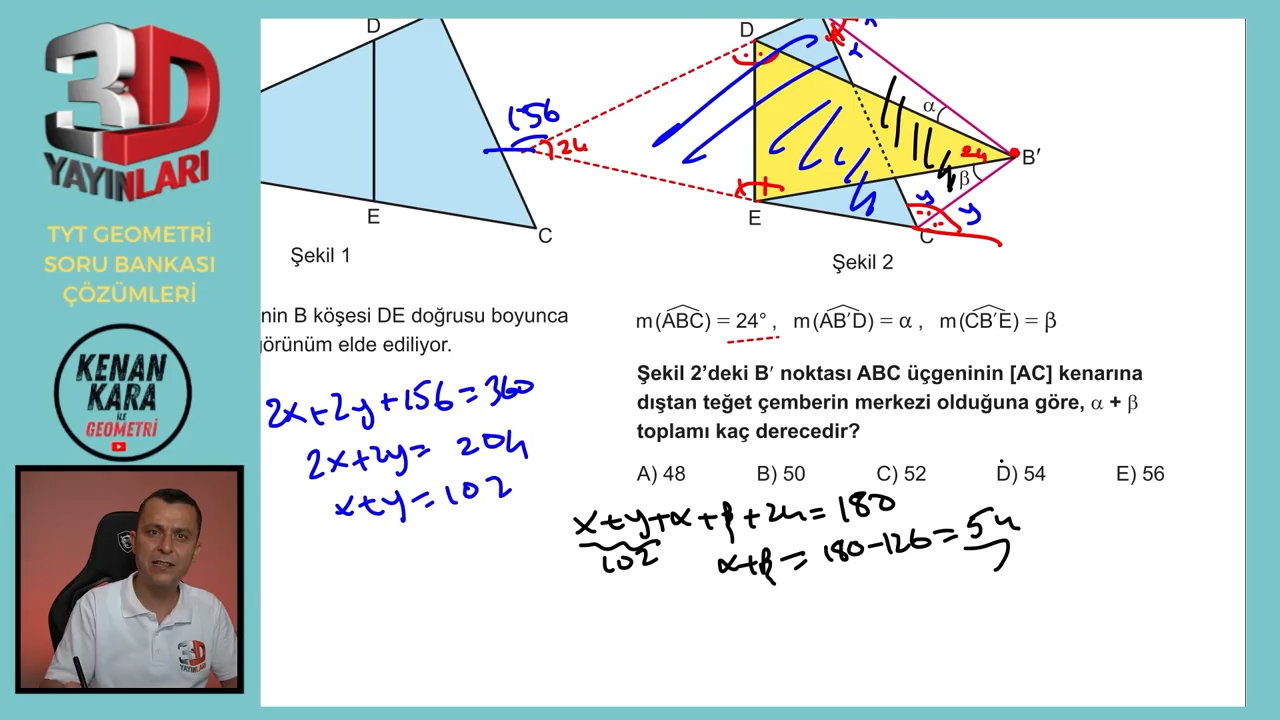 3D
YAYINLARI
TYT GEOMETRİ
SORU BANKASI
ÇÖZÜMLERİ
KENAN
KARA
İLE
GEOMETRİ
D
E
C
Şekil 1
156
24
D
E
C
B′
α
β
24
x
y
y
Şekil 2
nin B köşesi DE doğrusu boyunca
görünüm elde ediliyor.
2x+2y+156=360
2x+2y= 204
x+y=102
m(ABC) = 24° , m(AB′D) = α , m(CB′E) = β
Şekil 2’deki B′ noktası ABC üçgeninin [AC] kenarına
dıştan teğet çemberin merkezi olduğuna göre, α + β
toplamı kaç derecedir?
A) 48 B) 50 C) 52 D) 54 E) 56
x+y+α+β+24=180
102
α+β=180-126=54
3D
YAYINLARI